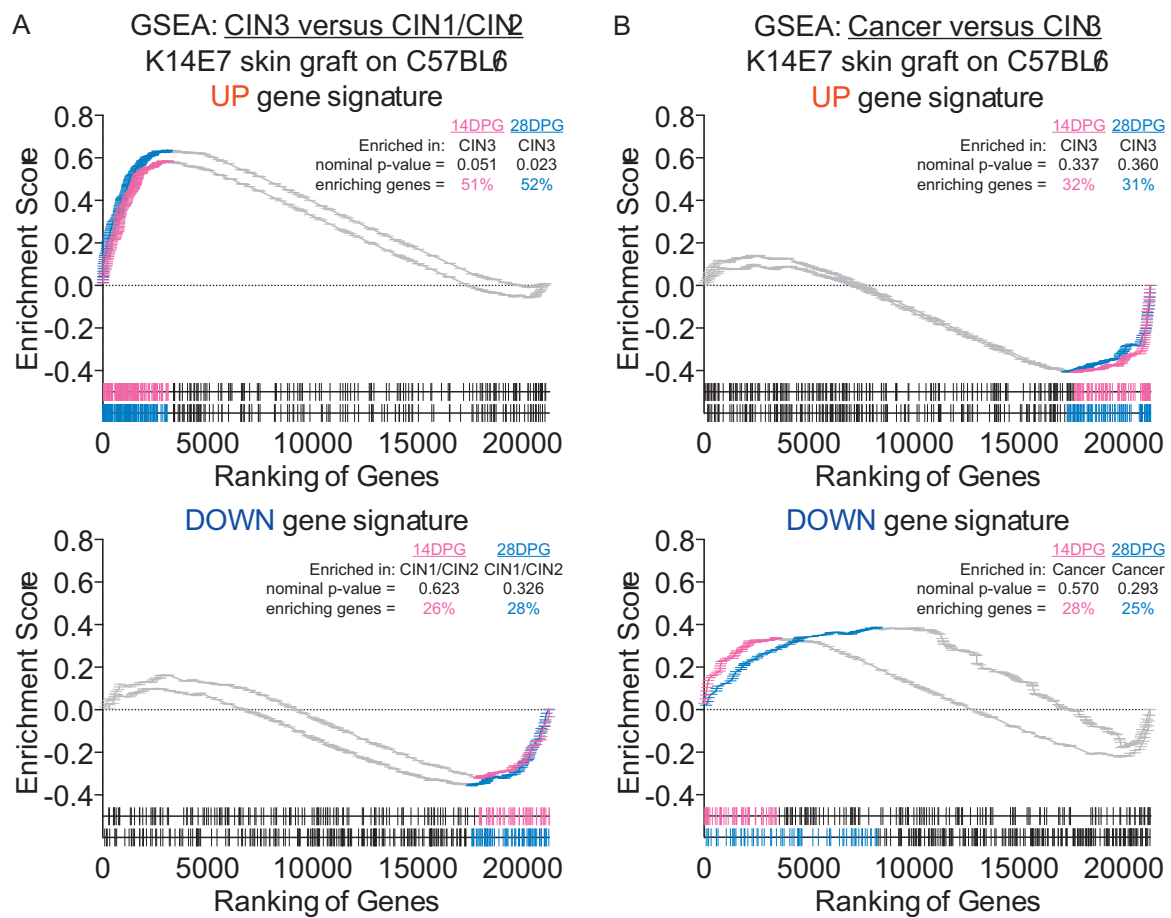 A
GSEA: CIN3 versus CIN1/CIN2
K14E7 skin graft on C57BL/6
UP gene signature
0.8
0.6
0.4
0.2
0.0
-0.2
-0.4
Enrichment Score
14DPG 28DPG
Enriched in: CIN3 CIN3
nominal p-value = 0.051 0.023
enriching genes = 51% 52%
0 5000 10000 15000 20000
Ranking of Genes
DOWN gene signature
0.8
0.6
0.4
0.2
0.0
-0.2
-0.4
Enrichment Score
14DPG 28DPG
Enriched in: CIN1/CIN2 CIN1/CIN2
nominal p-value = 0.623 0.326
enriching genes = 26% 28%
0 5000 10000 15000 20000
Ranking of Genes
B
GSEA: Cancer versus CIN3
K14E7 skin graft on C57BL/6
UP gene signature
0.8
0.6
0.4
0.2
0.0
-0.2
-0.4
Enrichment Score
14DPG 28DPG
Enriched in: CIN3 CIN3
nominal p-value = 0.337 0.360
enriching genes = 32% 31%
0 5000 10000 15000 20000
Ranking of Genes
DOWN gene signature
0.8
0.6
0.4
0.2
0.0
-0.2
-0.4
Enrichment Score
14DPG 28DPG
Enriched in: Cancer Cancer
nominal p-value = 0.570 0.293
enriching genes = 28% 25%
0 5000 10000 15000 20000
Ranking of Genes